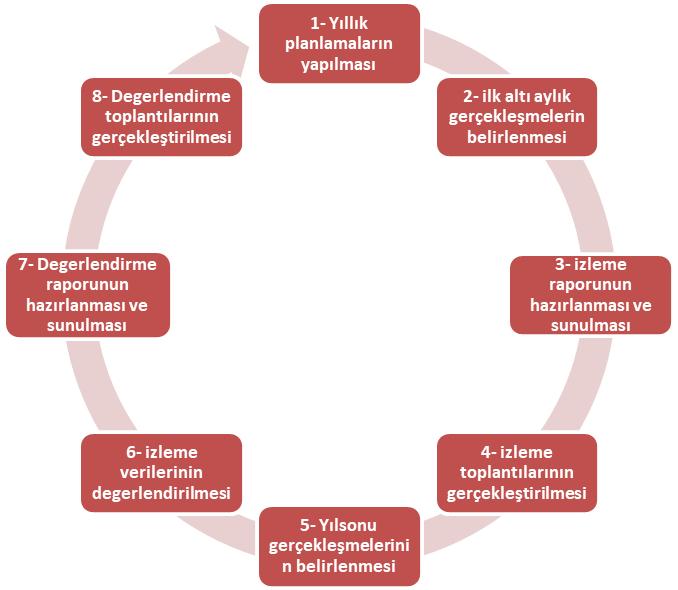 1- Yıllık
planlamaların
yapılması
2- ilk altı aylık
gerçekleşmelerin
belirlenmesi
3- izleme
raporunun
hazırlanması ve
sunulması
4- izleme
toplantılarının
gerçekleştirilmesi
5- Yılsonu
gerçekleşmelerini
n belirlenmesi
6- izleme
verilerinin
degerlendirilmesi
7- Degerlendirme
raporunun
hazırlanması ve
sunulması
8- Degerlendirme
toplantılarının
gerçekleştirilmesi